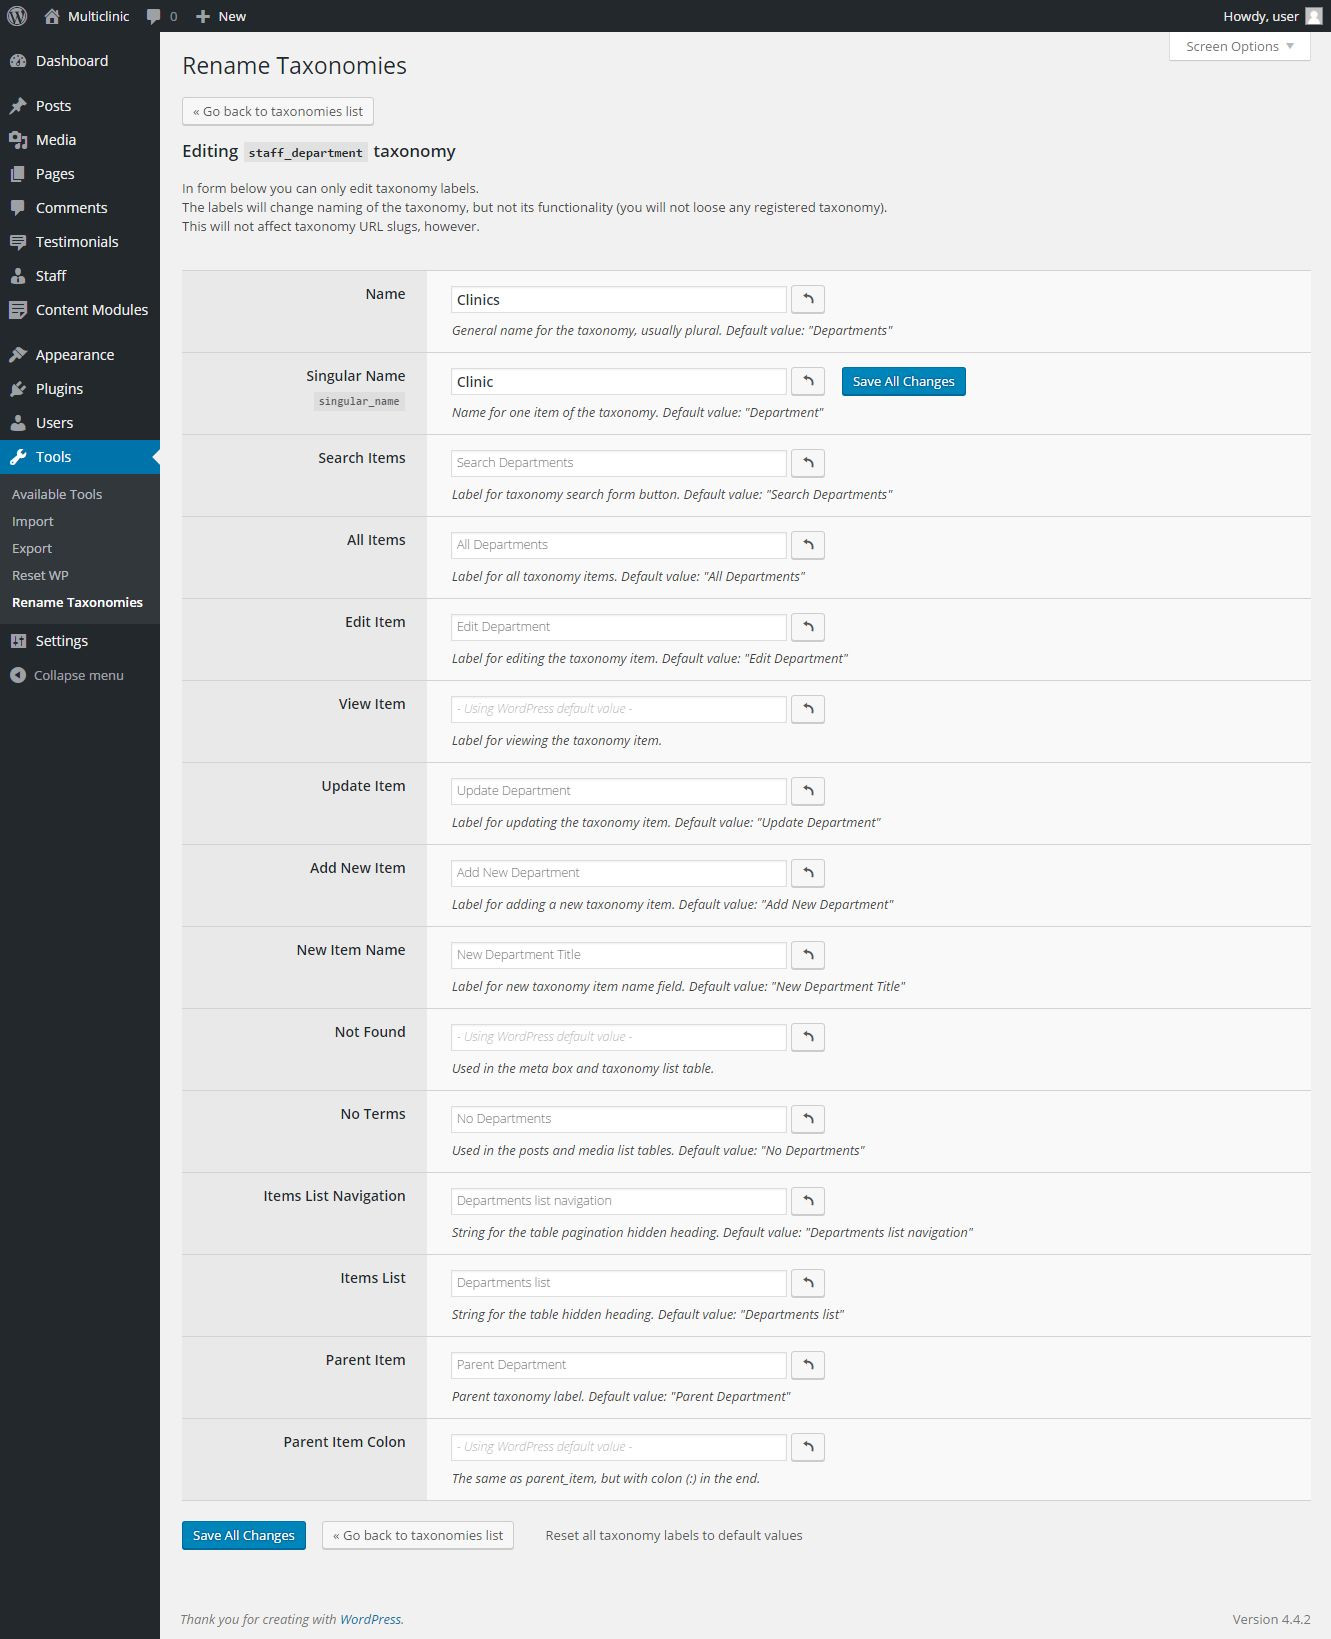 Multiclinic 0 New Howdy, user
Screen Options
Dashboard
Posts
Media
Pages
Comments
Testimonials
Staff
Content Modules
Appearance
Plugins
Users
Tools
Available Tools
Import
Export
Reset WP
Rename Taxonomies
Settings
Collapse menu
Rename Taxonomies
« Go back to taxonomies list
Editing staff_department taxonomy
In form below you can only edit taxonomy labels.
The labels will change naming of the taxonomy, but not its functionality (you will not loose any registered taxonomy).
This will not affect taxonomy URL slugs, however.
Name
Clinics
General name for the taxonomy, usually plural. Default value: "Departments"
Singular Name
singular_name
Clinic
Save All Changes
Name for one item of the taxonomy. Default value: "Department"
Search Items
Search Departments
Label for taxonomy search form button. Default value: "Search Departments"
All Items
All Departments
Label for all taxonomy items. Default value: "All Departments"
Edit Item
Edit Department
Label for editing the taxonomy item. Default value: "Edit Department"
View Item
- Using WordPress default value -
Label for viewing the taxonomy item.
Update Item
Update Department
Label for updating the taxonomy item. Default value: "Update Department"
Add New Item
Add New Department
Label for adding a new taxonomy item. Default value: "Add New Department"
New Item Name
New Department Title
Label for new taxonomy item name field. Default value: "New Department Title"
Not Found
- Using WordPress default value -
Used in the meta box and taxonomy list table.
No Terms
No Departments
Used in the posts and media list tables. Default value: "No Departments"
Items List Navigation
Departments list navigation
String for the table pagination hidden heading. Default value: "Departments list navigation"
Items List
Departments list
String for the table hidden heading. Default value: "Departments list"
Parent Item
Parent Department
Parent taxonomy label. Default value: "Parent Department"
Parent Item Colon
- Using WordPress default value -
The same as parent_item, but with colon (:) in the end.
Save All Changes
« Go back to taxonomies list
Reset all taxonomy labels to default values
Thank you for creating with WordPress.
Version 4.4.2